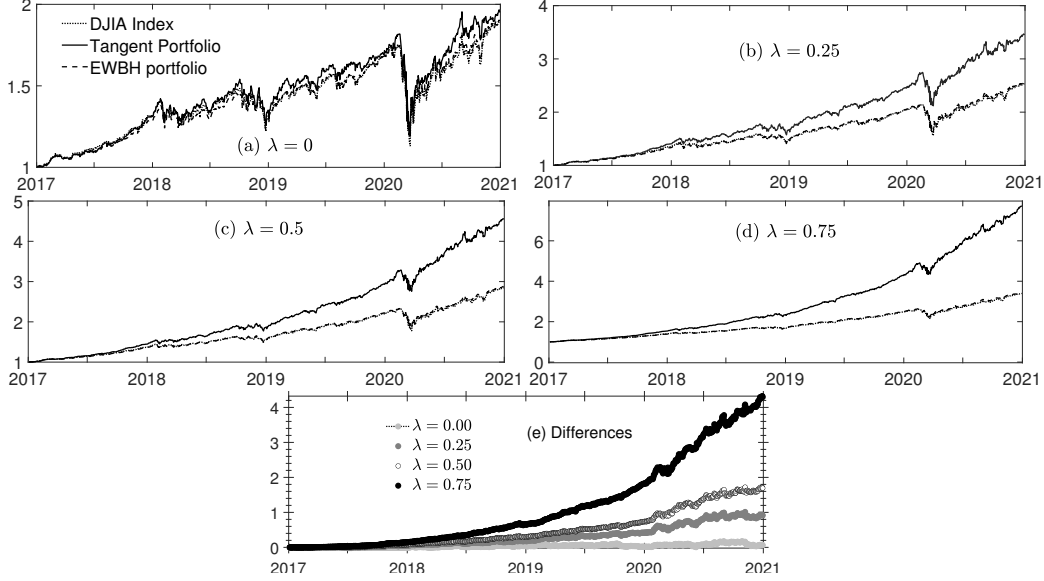 2
1.5
1
DJIA Index
Tangent Portfolio
EWBH portfolio
(a) λ = 0
2017 2018 2019 2020 2021
4
3
2
1
(b) λ = 0.25
2017 2018 2019 2020 2021
5
4
3
2
1
(c) λ = 0.5
2017 2018 2019 2020 2021
6
4
2
0
(d) λ = 0.75
2017 2018 2019 2020 2021
4
3
2
1
0
λ = 0.00
λ = 0.25
λ = 0.50
λ = 0.75
(e) Differences
2017 2018 2019 2020 2021